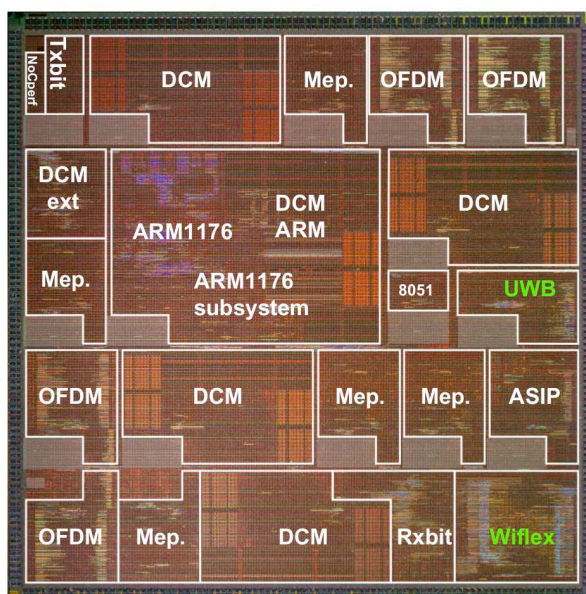 Txbit
NoCperf
DCM
Mep.
OFDM
OFDM
DCM
ext
ARM1176
DCM
ARM
DCM
Mep.
ARM1176
subsystem
8051
UWB
OFDM
DCM
Mep.
Mep.
ASIP
OFDM
Mep.
DCM
Rxbit
Wiflex